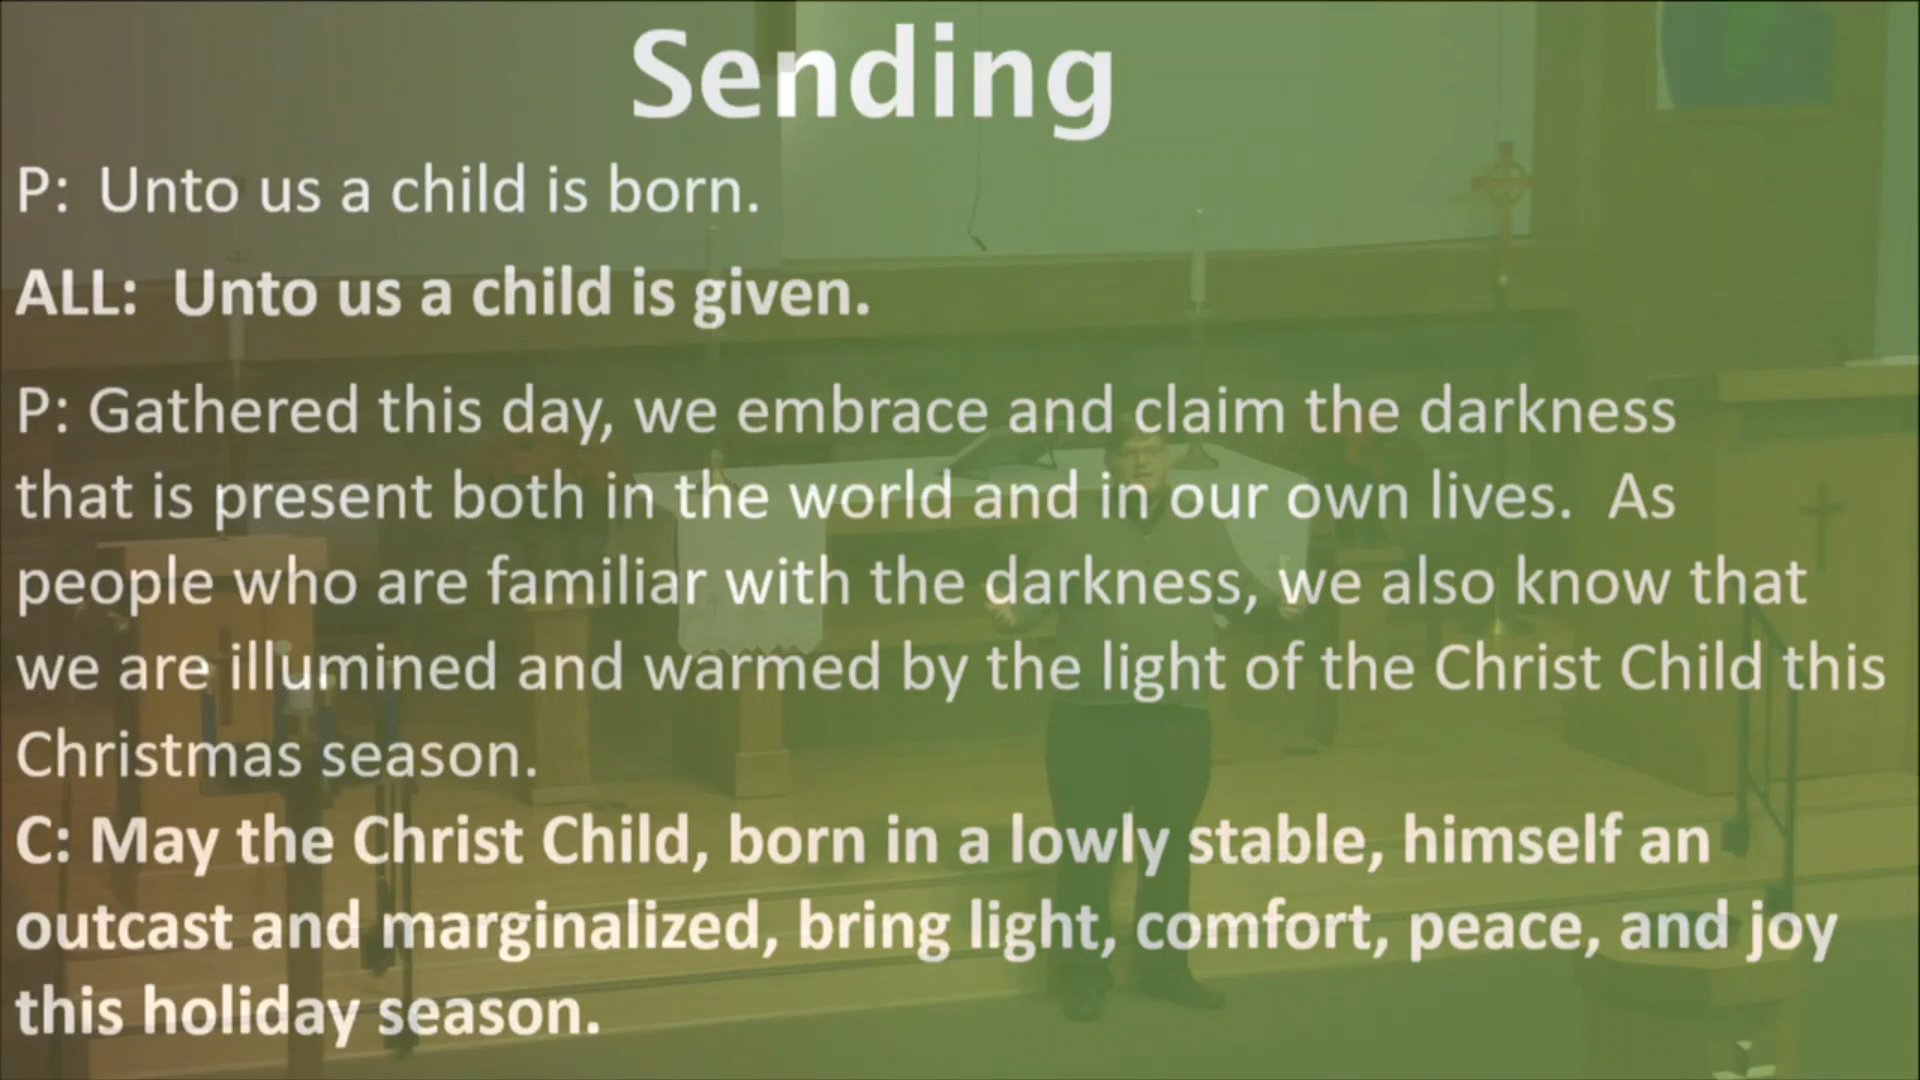 Sending
P:  Unto us a child is born.
ALL:  Unto us a child is given.
P: Gathered this day, we embrace and claim the darkness
that is present both in the world and in our own lives.  As
people who are familiar with the darkness, we also know that
we are illumined and warmed by the light of the Christ Child this
Christmas season.
C: May the Christ Child, born in a lowly stable, himself an
outcast and marginalized, bring light, comfort, peace, and joy
this holiday season.